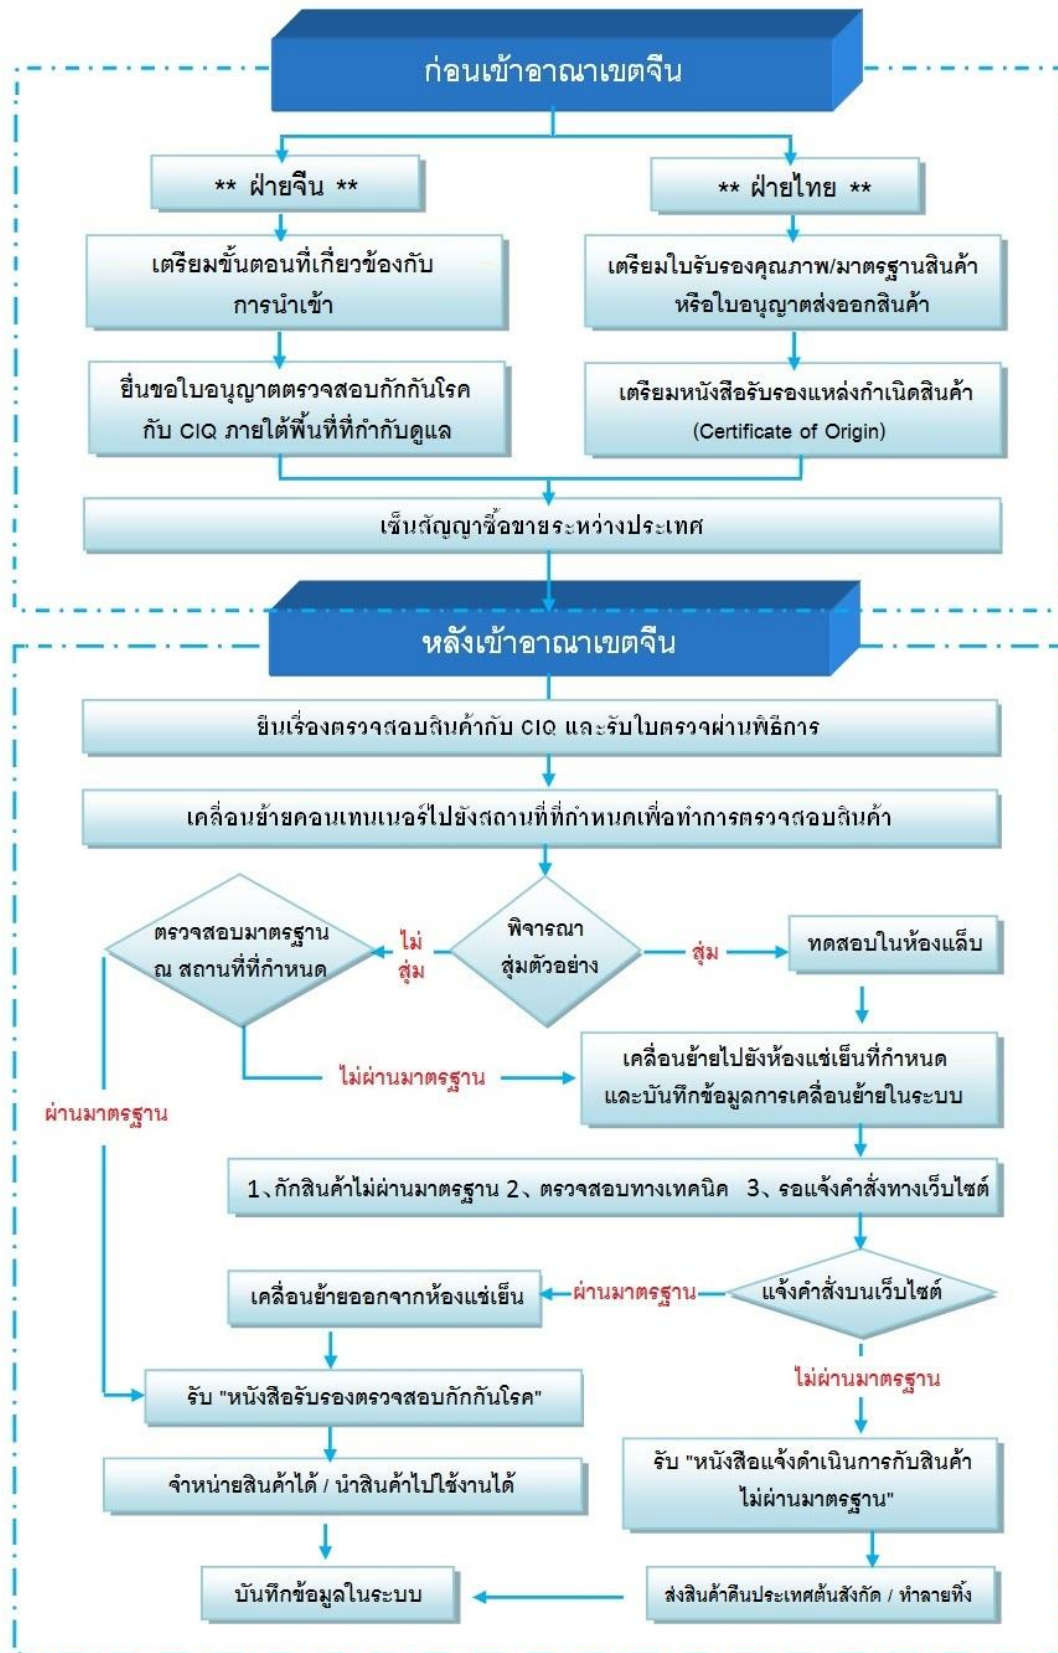 ก่อนเข้าอาณาเขตจีน
** ฝ่ายจีน **
** ฝ่ายไทย **
เตรียมขั้นตอนที่เกี่ยวข้องกับ
การนำเข้า
เตรียมใบรับรองคุณภาพ/มาตรฐานสินค้า
หรือใบอนุญาตส่งออกสินค้า
ยื่นขอใบอนุญาตตรวจสอบกักกันโรค
กับ CIQ ภายใต้พื้นที่ที่กำกับดูแล
เตรียมหนังสือรับรองแหล่งกำเนิดสินค้า
(Certificate of Origin)
เซ็นสัญญาซื้อขายระหว่างประเทศ
หลังเข้าอาณาเขตจีน
ยืนเรื่องตรวจสอบสินค้ากับ CIQ และรับใบตรวจผ่านพิธีการ
เคลื่อนย้ายคอนเทนเนอร์ไปยังสถานที่ที่กำหนดเพื่อทำการตรวจสอบสินค้า
ตรวจสอบมาตรฐาน
ณ สถานที่ที่กำหนด
ไม่
สุ่ม
พิจารณา
สุ่มตัวอย่าง
สุ่ม
ทดสอบในห้องแล็บ
ไม่ผ่านมาตรฐาน
เคลื่อนย้ายไปยังห้องแช่เย็นที่กำหนด
และบันทึกข้อมูลการเคลื่อนย้ายในระบบ
ผ่านมาตรฐาน
1、กักสินค้าไม่ผ่านมาตรฐาน 2、ตรวจสอบทางเทคนิค 3、รอแจ้งคำสั่งทางเว็บไซต์
เคลื่อนย้ายออกจากห้องแช่เย็น
ผ่านมาตรฐาน
แจ้งคำสั่งบนเว็บไซต์
ไม่ผ่านมาตรฐาน
รับ "หนังสือรับรองตรวจสอบกักกันโรค"
รับ "หนังสือแจ้งดำเนินการกับสินค้า
ไม่ผ่านมาตรฐาน"
จำหน่ายสินค้าได้ / นำสินค้าไปใช้งานได้
บันทึกข้อมูลในระบบ
ส่งสินค้าคืนประเทศต้นสังกัด / ทำลายทิ้ง